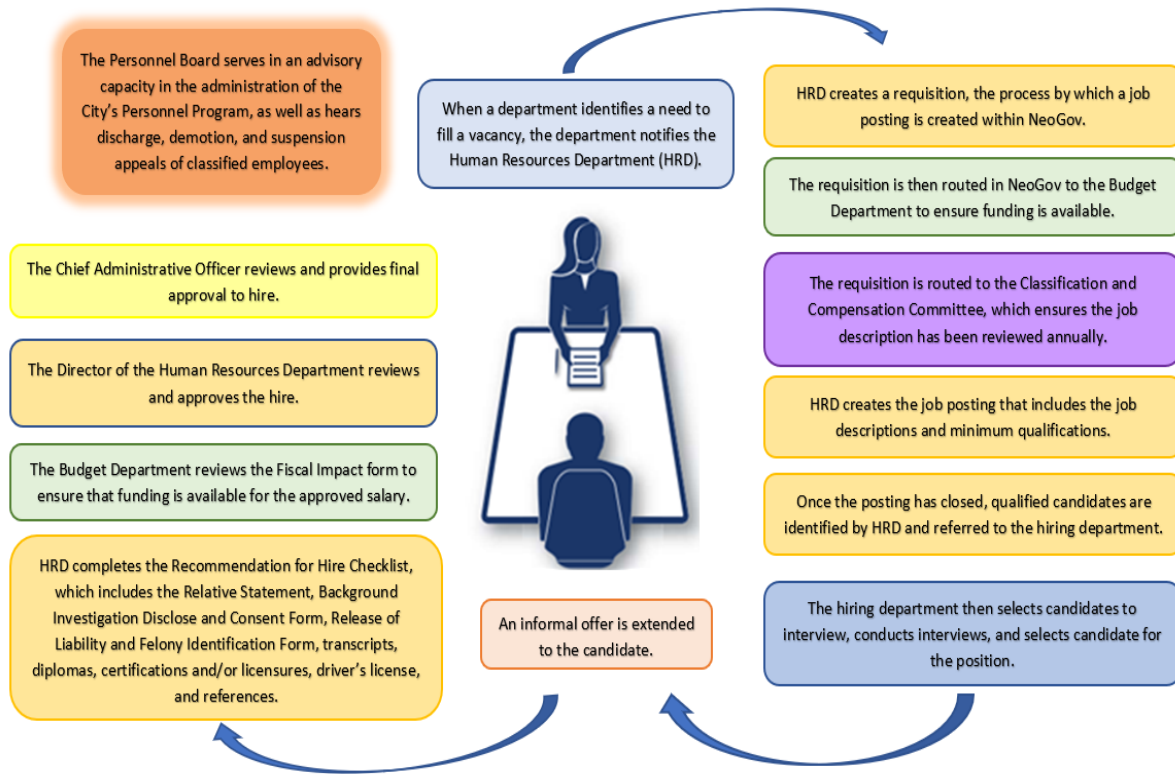 The Personnel Board serves in an advisory
capacity in the administration of the
City's Personnel Program, as well as hears
discharge, demotion, and suspension
appeals of classified employees.
When a department identifies a need to
fill a vacancy, the department notifies the
Human Resources Department (HRD).
HRD creates a requisition, the process by which a job
posting is created within NeoGov.
The requisition is then routed in NeoGov to the Budget
Department to ensure funding is available.
The requisition is routed to the Classification and
Compensation Committee, which ensures the job
description has been reviewed annually.
HRD creates the job posting that includes the job
descriptions and minimum qualifications.
Once the posting has closed, qualified candidates are
identified by HRD and referred to the hiring department.
The hiring department then selects candidates to
interview, conducts interviews, and selects candidate for
the position.
An informal offer is extended
to the candidate.
HRD completes the Recommendation for Hire Checklist,
which includes the Relative Statement, Background
Investigation Disclose and Consent Form, Release of
Liability and Felony Identification Form, transcripts,
diplomas, certifications and/or licensures, driver's license,
and references.
The Budget Department reviews the Fiscal Impact form to
ensure that funding is available for the approved salary.
The Director of the Human Resources Department reviews
and approves the hire.
The Chief Administrative Officer reviews and provides final
approval to hire.